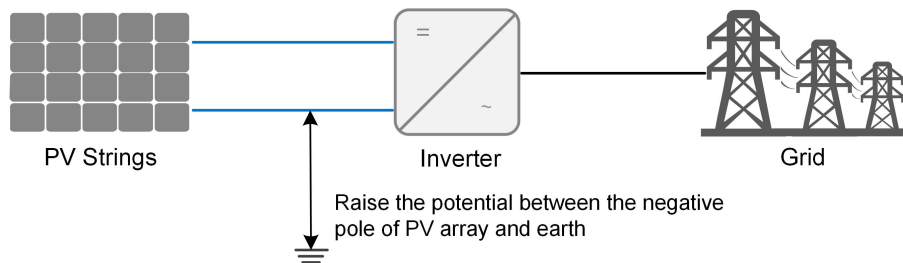 PV Strings
Inverter
Grid
Raise the potential between the negative
pole of PV array and earth